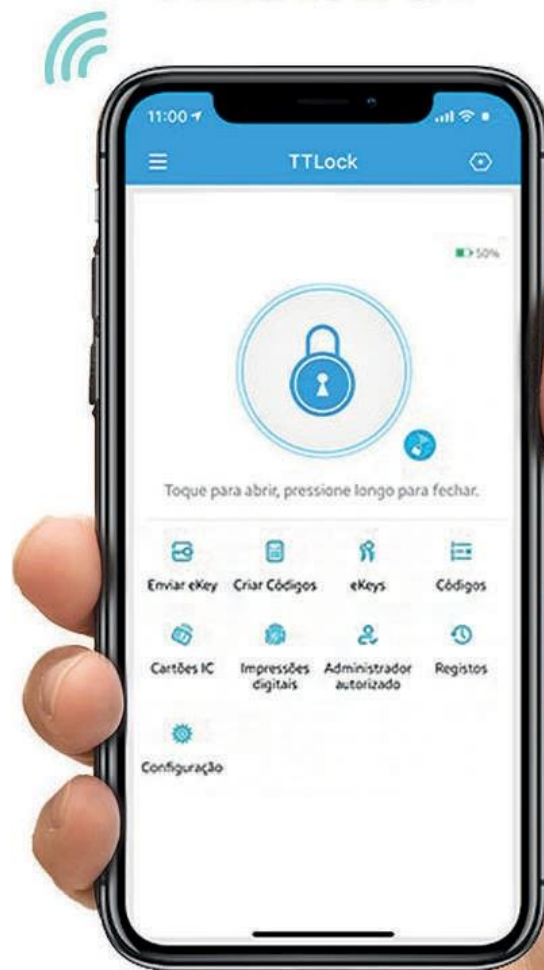 11:00
TTLock
50%
Toque para abrir, pressione longo para fechar.
Enviar eKey Criar Códigos eKeys Códigos
Cartões IC Impressões digitais Administrador autorizado Registos
Configuração